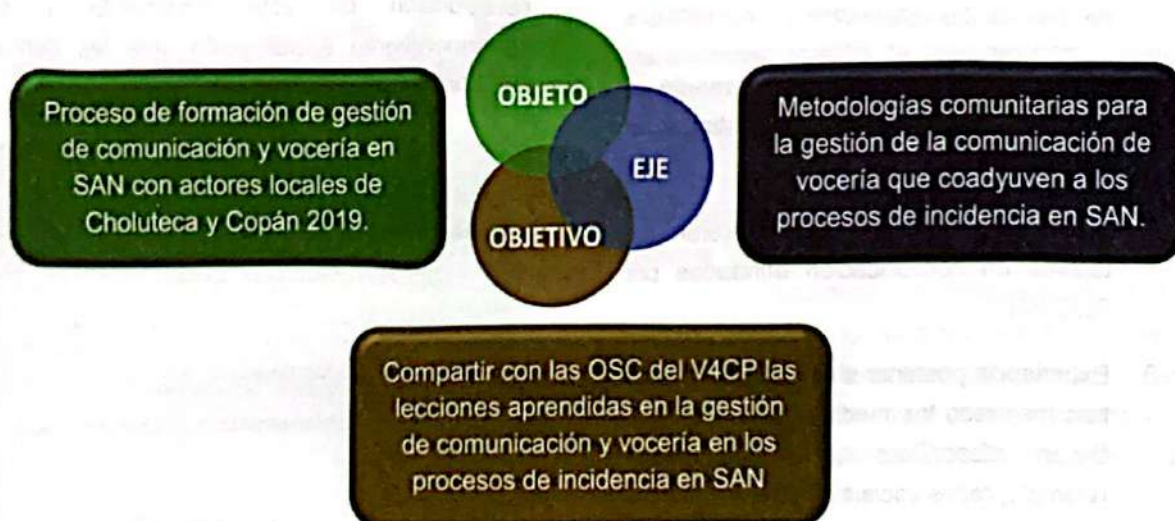 OBJETO
Proceso de formación de gestión
de comunicación y vocería en
SAN con actores locales de
Choluteca y Copán 2019.
EJE
Metodologías comunitarias para
la gestión de la comunicación de
vocería que coadyuven a los
procesos de incidencia en SAN.
OBJETIVO
Compartir con las OSC del V4CP las
lecciones aprendidas en la gestión
de comunicación y vocería en los
procesos de incidencia en SAN